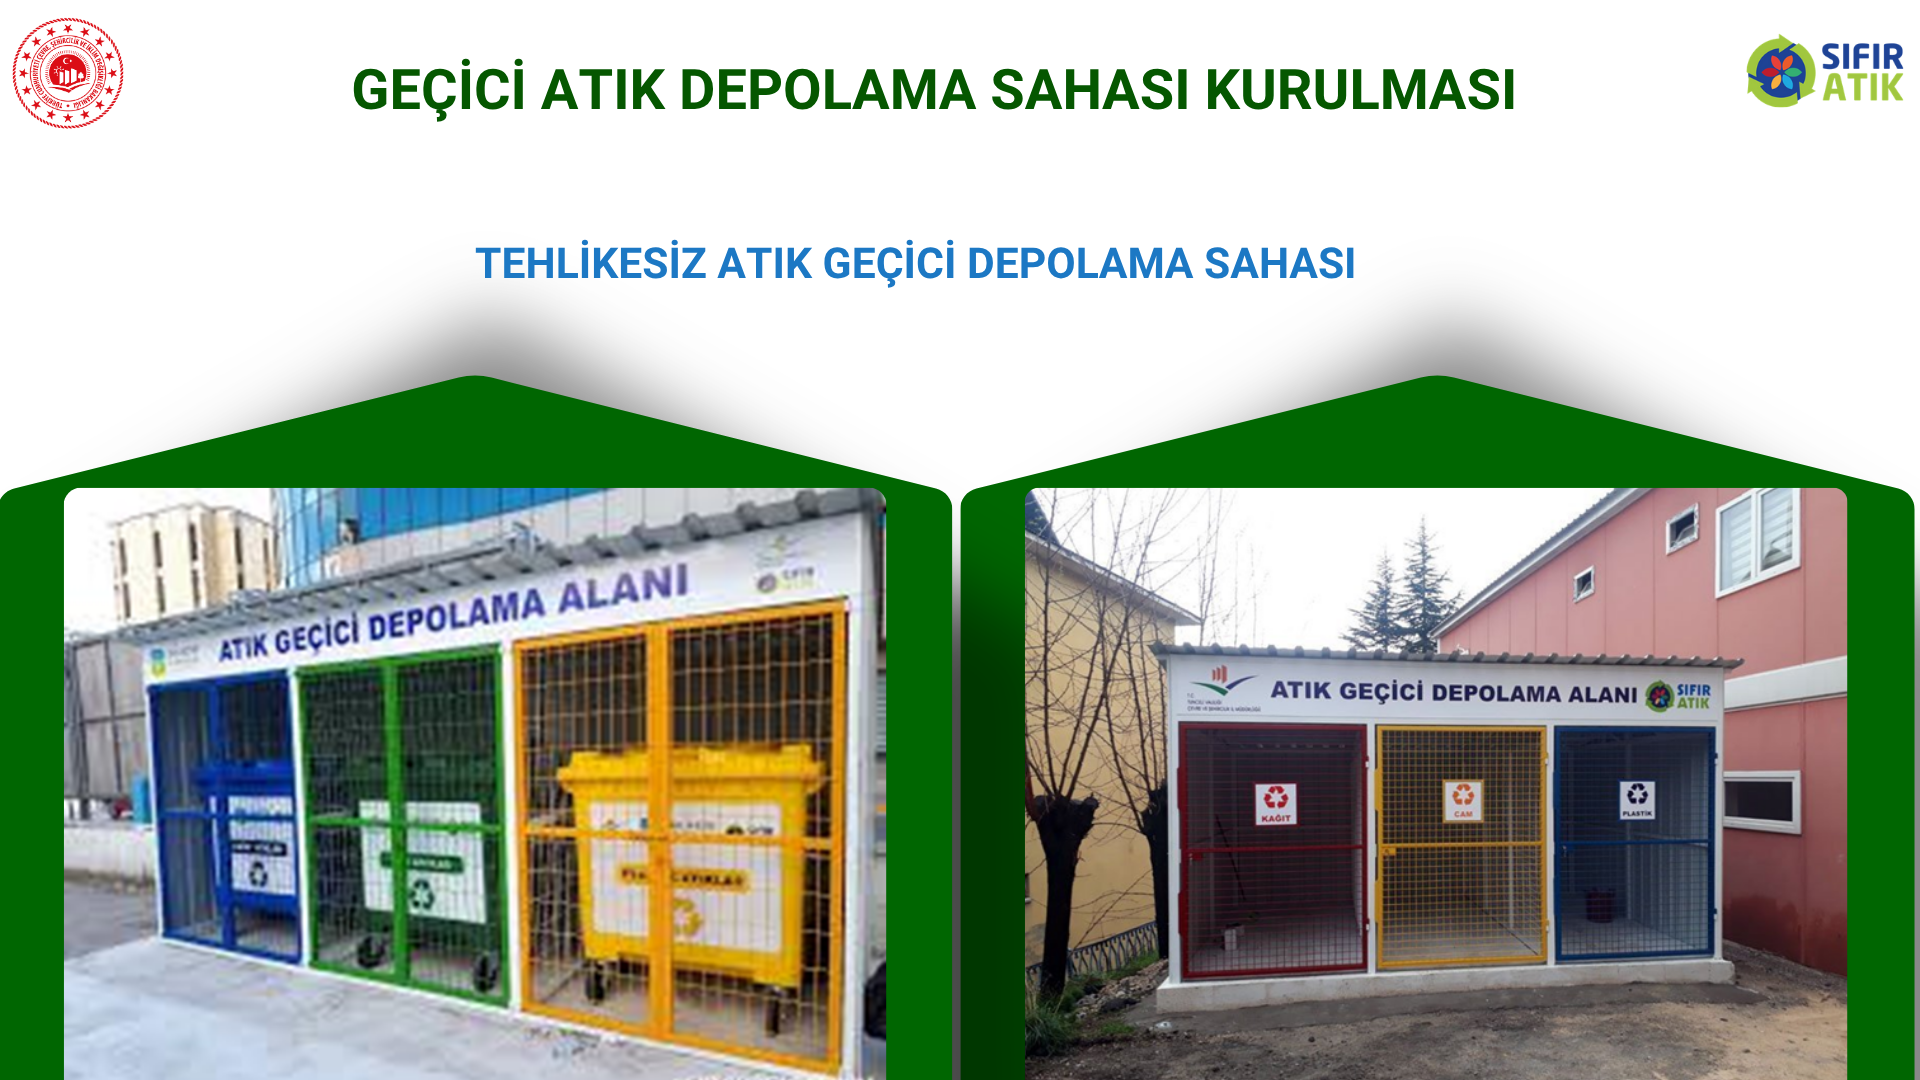 GEÇİCİ ATIK DEPOLAMA SAHASI KURULMASI
SIFIR
ATIK
TEHLİKESİZ ATIK GEÇİCİ DEPOLAMA SAHASI
ATIK GEÇİCİ DEPOLAMA ALANI
SIFIR
ATIK GEÇİCİ DEPOLAMA ALANI
SIFIR
ATIK
KAĞIT
CAM
PLASTİK